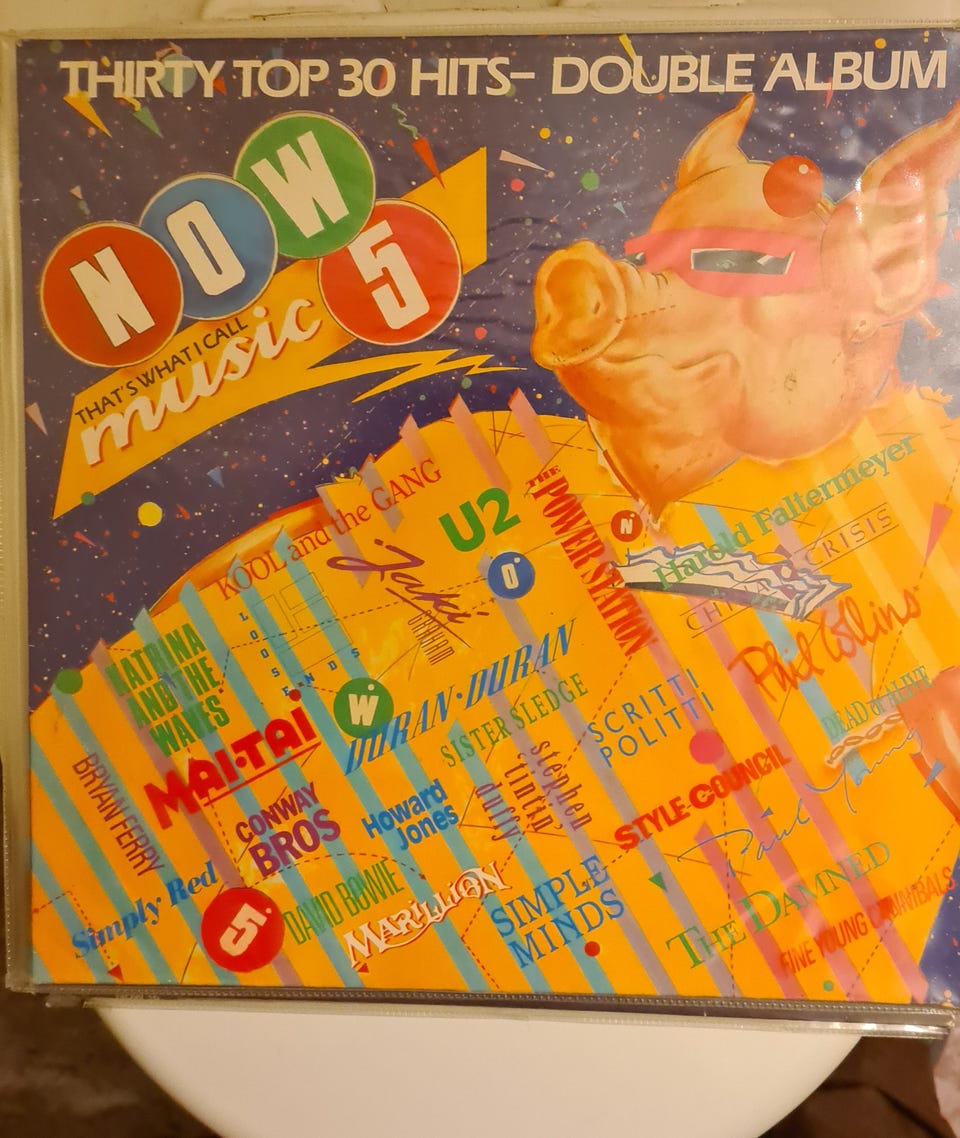 THIRTY TOP 30 HITS- DOUBLE ALBUM
NOW
5
THAT'S WHAT I CALL
music
KOOL and the GANG
U2
THE
POWER STATION
N
Harold Faltermeyer
CHINA CRISIS
Jaki
GRAHAM
O
LOOSE ENDS
Phil Collins
KATRINA
AND THE
WAVES
W
DURAN·DURAN
SISTER SLEDGE
SCRITTI
POLITTI
DEAD or ALIVE
MAI·TAI
BRYAN FERRY
CONWAY
BROS
Howard
Jones
stephen
'tintin'
duffy
STYLE·COUNCIL
Paul Young
Simply Red
5
DAVID BOWIE
MARILLION
SIMPLE
MINDS
THE DAMNED
FINE YOUNG CANNIBALS